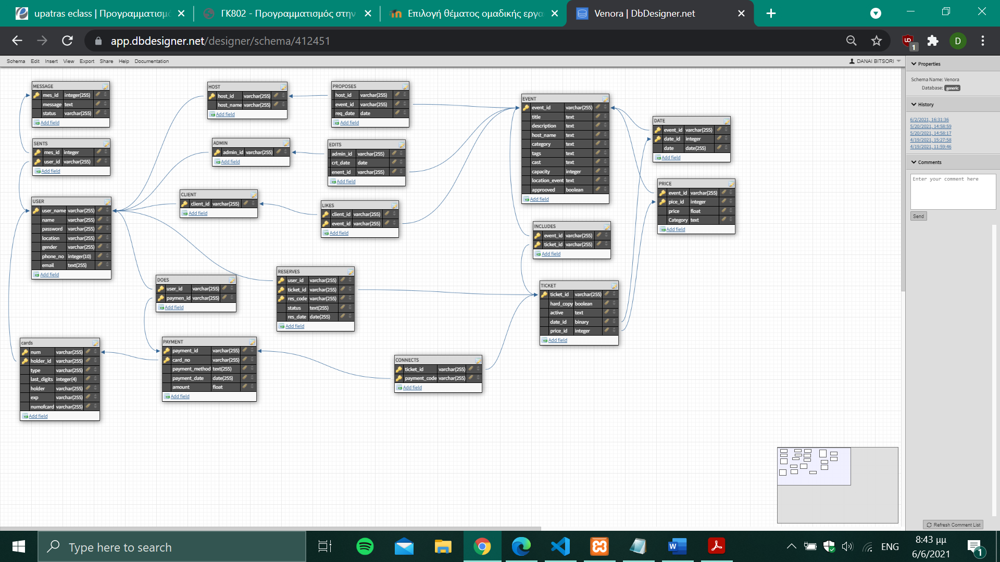 upatras eclass | Προγραμματισμό
ΓΚ802 - Προγραμματισμός στην
Επιλογή θέματος ομαδικής εργα
Venora | DbDesigner.net
app.dbdesigner.net/designer/schema/412451
D
1
Schema Edit Insert View Export Share Help Documentation
DANAI BITSORI
MESSAGE
mes_id integer(255)
message text
status varchar(255)
Add field
SENTS
mes_id integer
user_id varchar(255)
Add field
USER
user_name varchar(255)
name varchar(255)
password varchar(255)
location varchar(255)
gender varchar(255)
phone_no integer(10)
email text(255)
Add field
cards
num varchar(255)
holder_id varchar(255)
type varchar(255)
last_digits integer(4)
holder varchar(255)
exp varchar(255)
numofcard varchar(255)
Add field
HOST
host_id varchar(255)
host_name varchar(255)
Add field
ADMIN
admin_id varchar(255)
Add field
CLIENT
client_id varchar(255)
Add field
DOES
user_id varchar(255)
paymen_id varchar(255)
Add field
PAYMENT
payment_id varchar(255)
card_no varchar(255)
payment_method text(255)
payment_date date(255)
amount float
Add field
PROPOSES
host_id varchar(255)
event_id varchar(255)
req_date date
Add field
EDITS
admin_id varchar(255)
crt_date date
enent_id varchar(255)
Add field
LIKES
client_id varchar(255)
event_id varchar(255)
Add field
RESERVES
user_id varchar(255)
ticket_id varchar(255)
res_code varchar(255)
status text(255)
res_date date(255)
Add field
CONNECTS
ticket_id varchar(255)
payment_code varchar(255)
Add field
EVENT
event_id varchar(255)
title text
description text
host_name text
category text
tags text
cast text
capacity integer
location_event text
approoved boolean
Add field
INCLUDES
event_id varchar(255)
ticket_id varchar(255)
Add field
TICKET
ticket_id varchar(255)
hard_copy boolean
active text
date_id binary
price_id integer
Add field
DATE
event_id varchar(255)
date_id integer
date date(255)
Add field
PRICE
event_id varchar(255)
pice_id integer
price float
Category text
Add field
Properties
Schema Name: Venora
Database: generic
History
6/2/2021, 16:31:36
5/20/2021, 14:58:59
5/20/2021, 14:58:17
4/19/2021, 15:27:58
4/19/2021, 11:59:46
Comments
Enter your comment here
Send
Refresh Comment List
Type here to search
ENG
8:43 μμ
6/6/2021
1